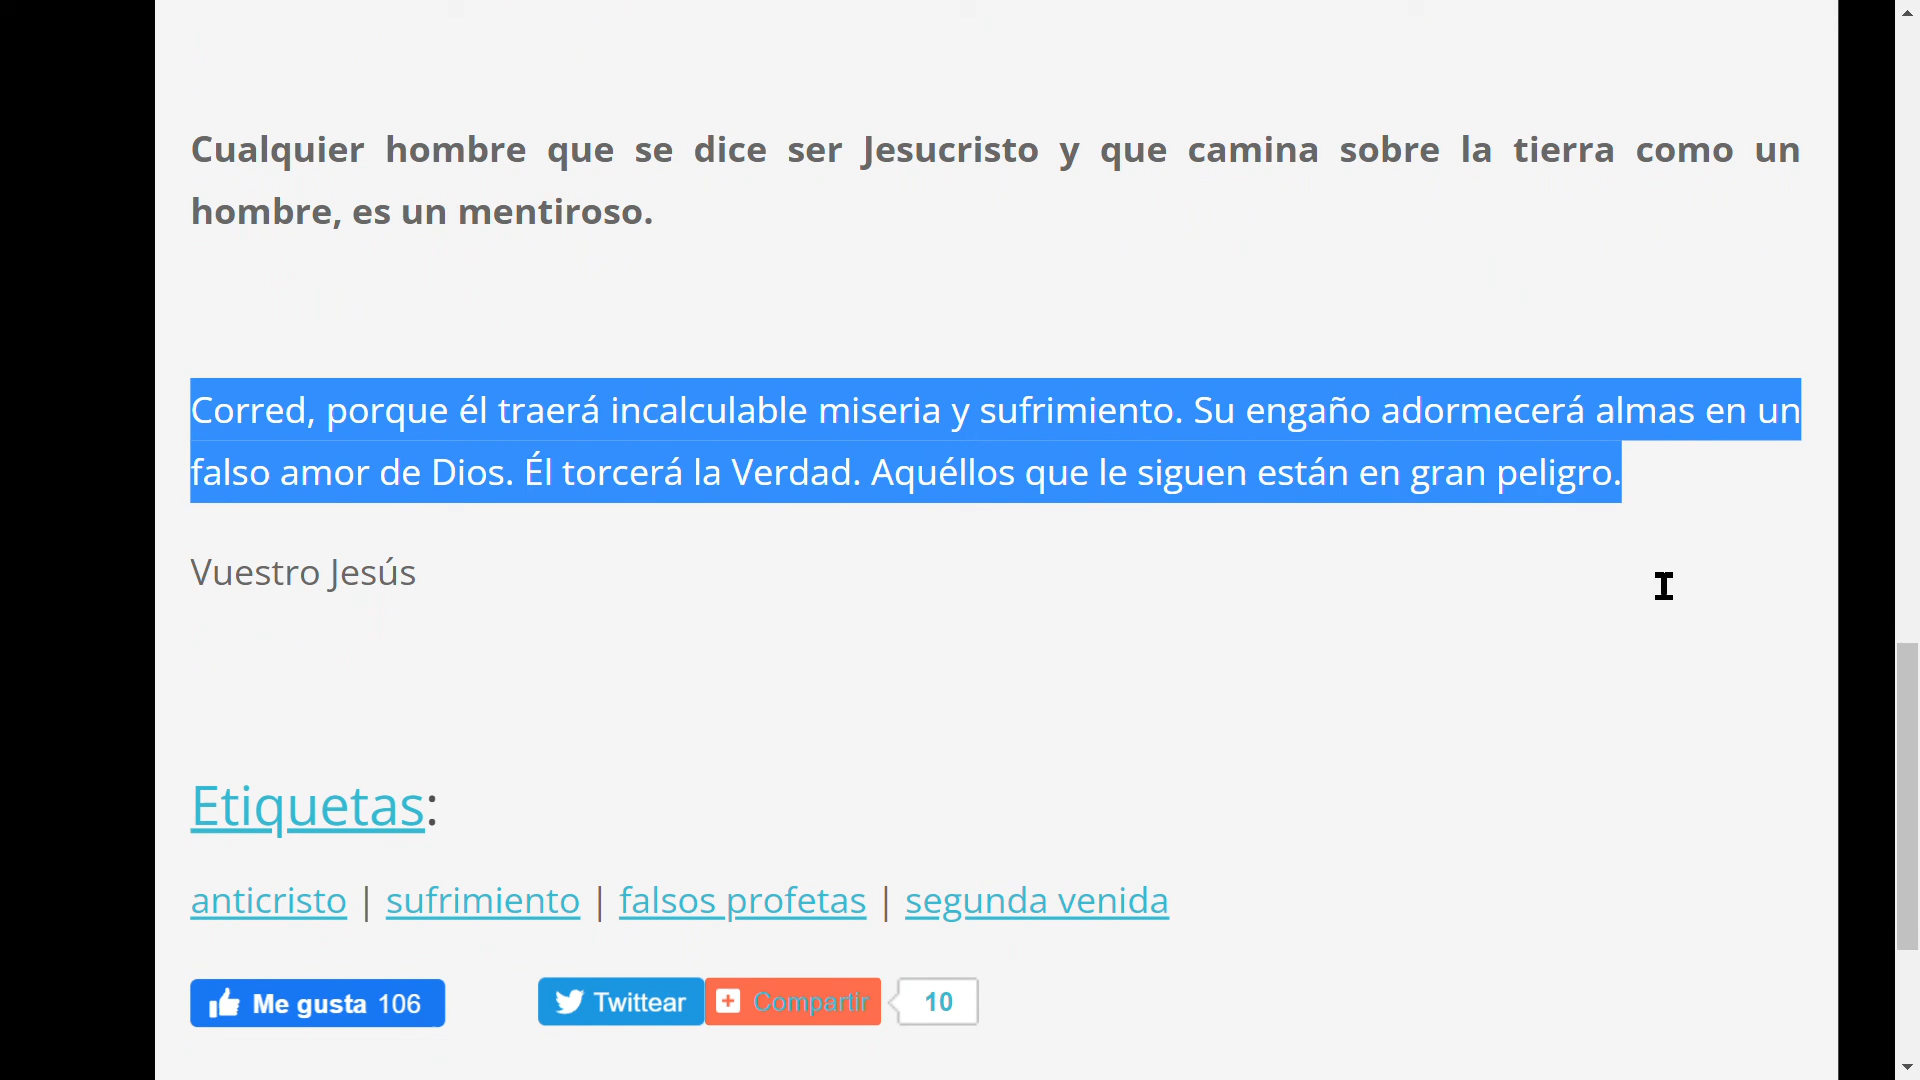 Cualquier hombre que se dice ser Jesucristo y que camina sobre la tierra como un
hombre, es un mentiroso.
Corred, porque él traerá incalculable miseria y sufrimiento. Su engaño adormecerá almas en un
falso amor de Dios. Él torcerá la Verdad. Aquéllos que le siguen están en gran peligro.
Vuestro Jesús
Etiquetas:
anticristo | sufrimiento | falsos profetas | segunda venida
Me gusta 106 Twittear Compartir 10